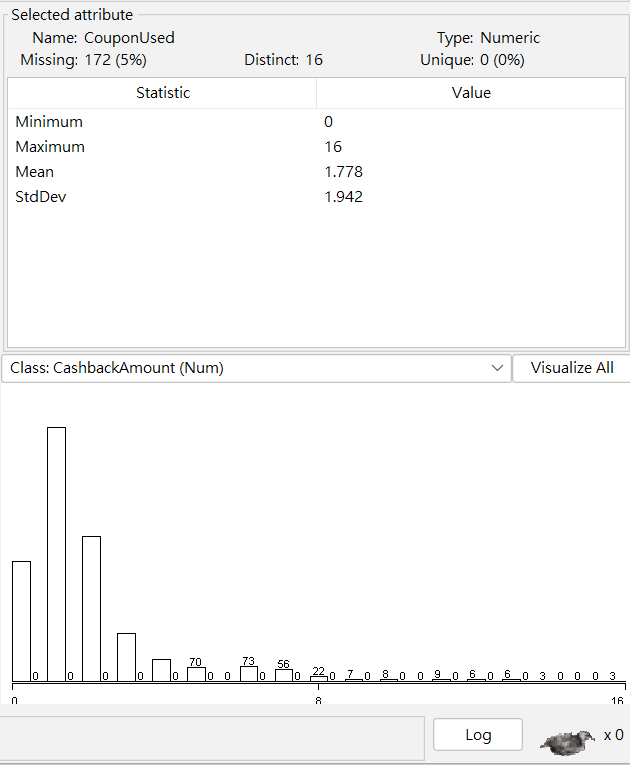 Selected attribute
Name: CouponUsed Type: Numeric
Missing: 172 (5%) Distinct: 16 Unique: 0 (0%)
Statistic Value
Minimum 0
Maximum 16
Mean 1.778
StdDev 1.942
Class: CashbackAmount (Num) Visualize All
0 0 0 0 0 70 0 0 73 0 56 0 22 0 7 0 8 0 0 9 0 6 0 6 0 3 0 0 0 3
0 8 16
Log x 0